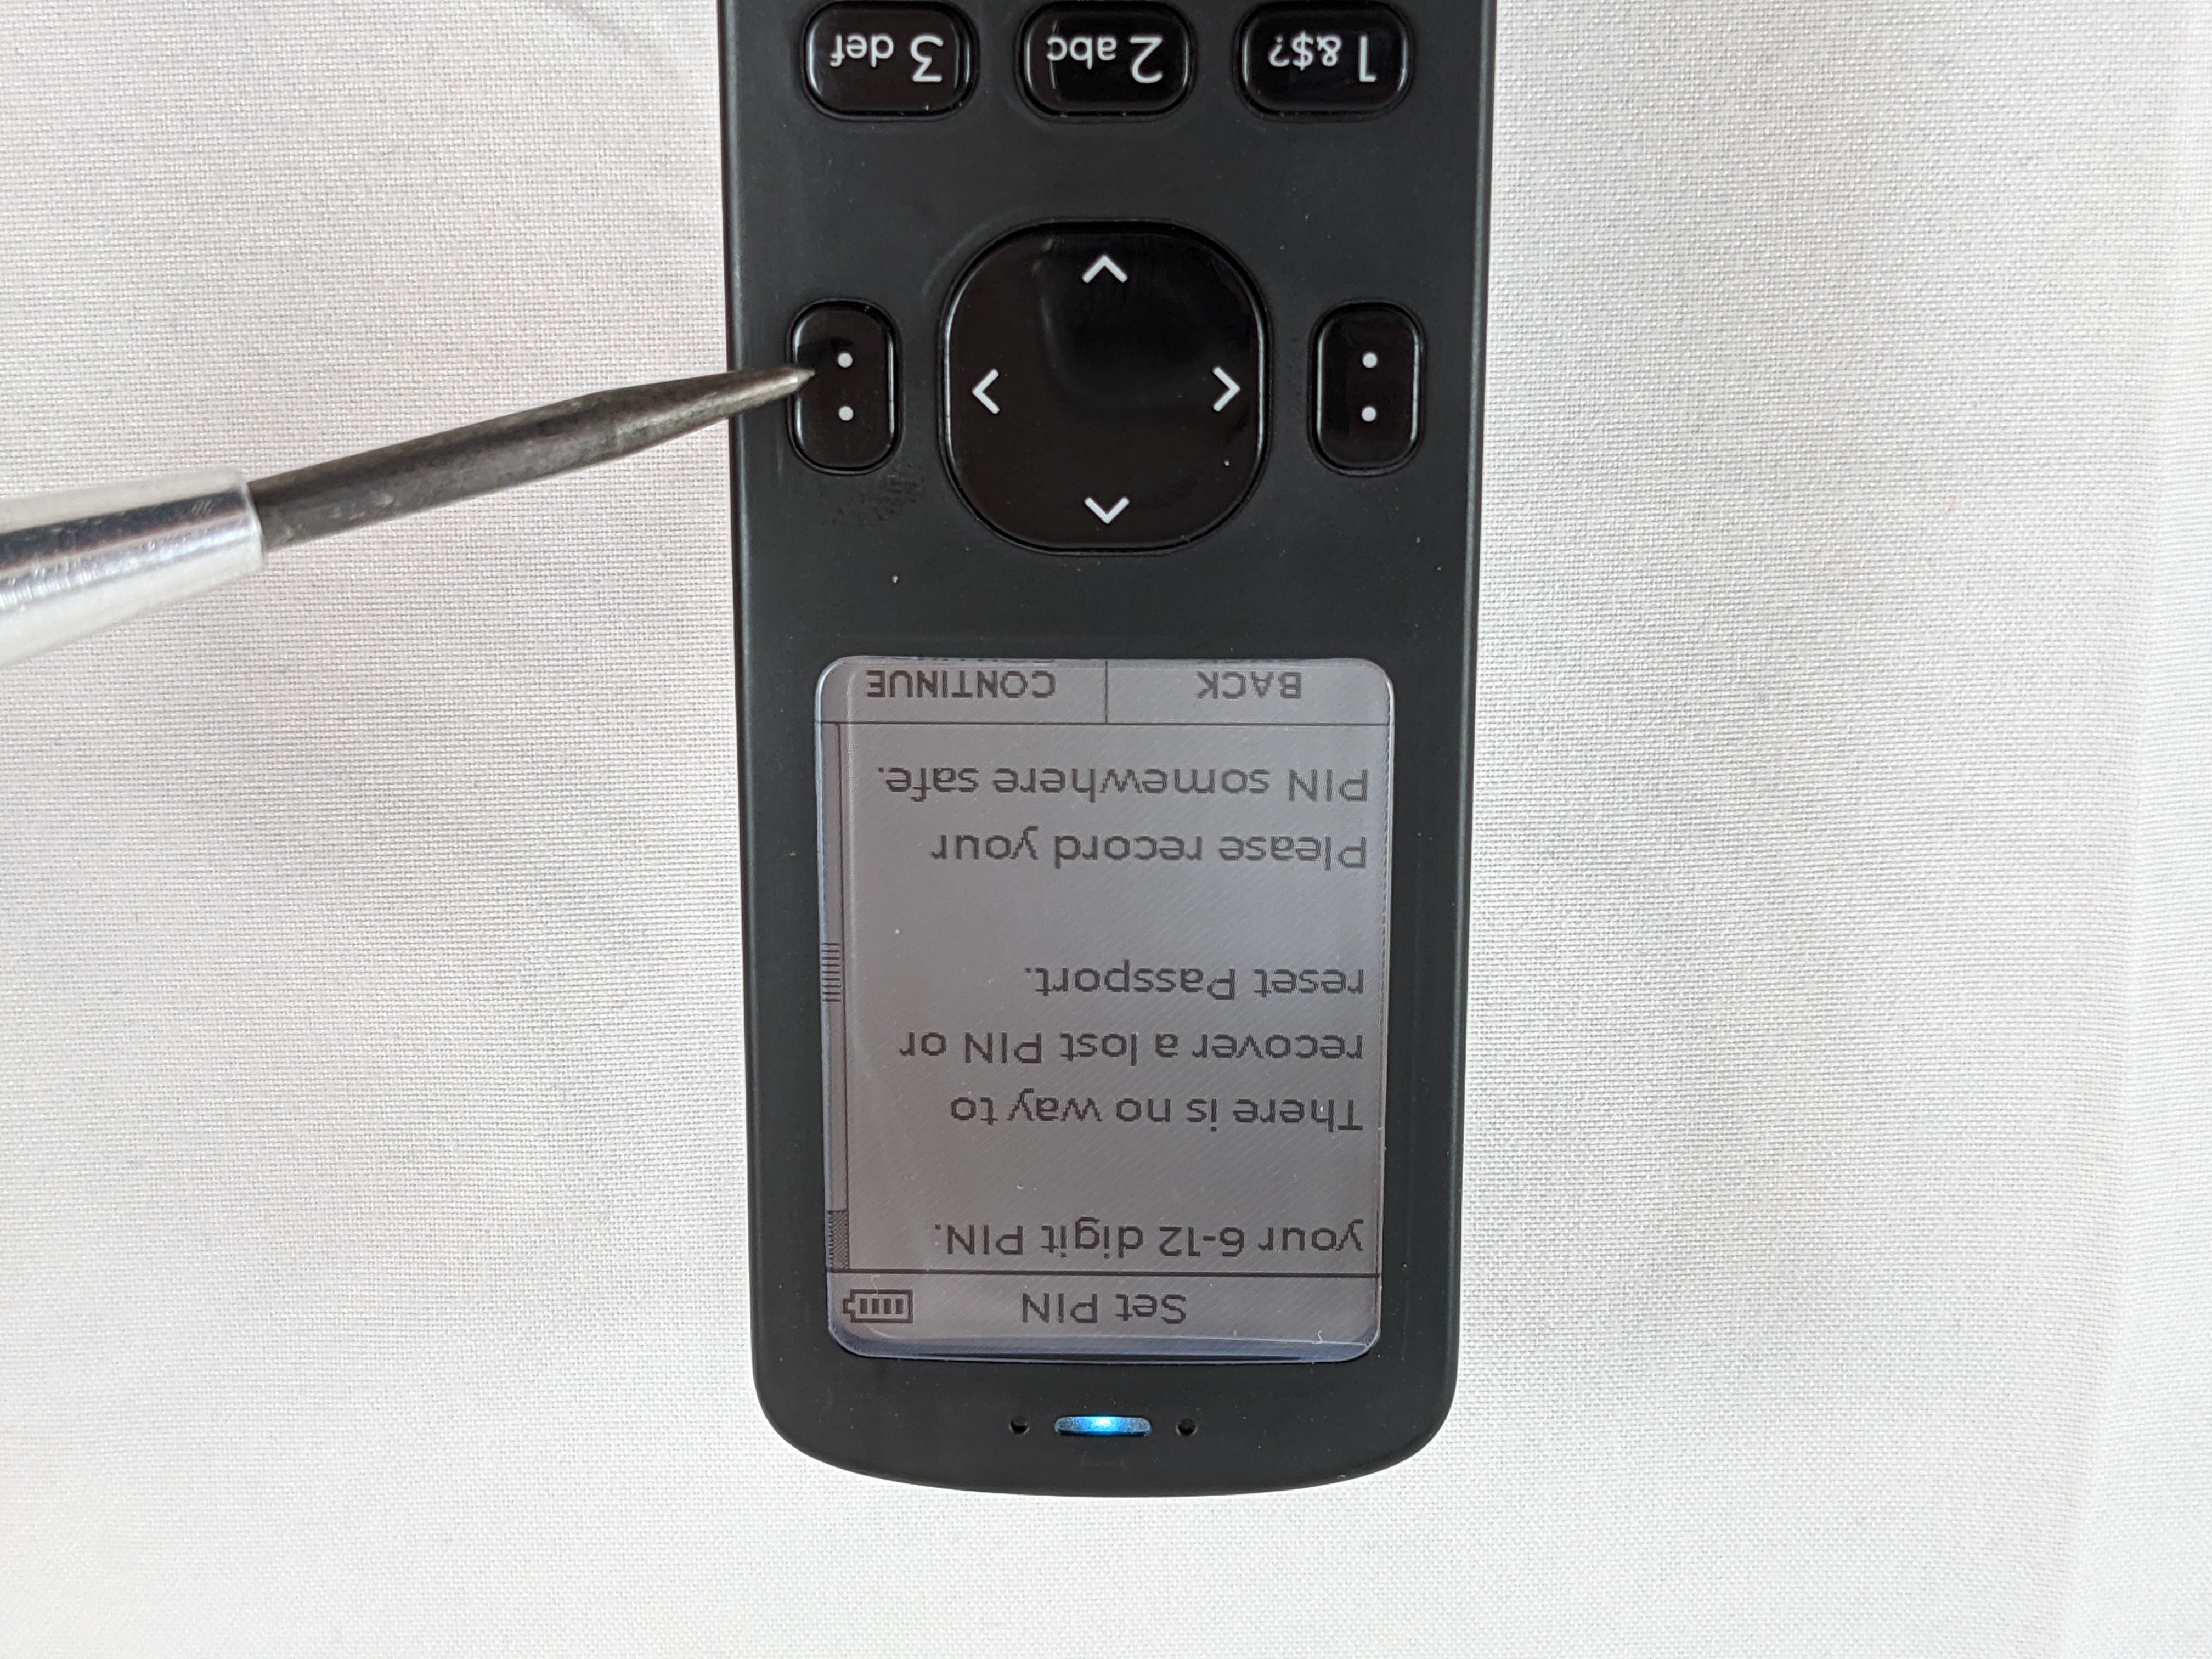 Set PIN
your 6-12 digit PIN.
There is no way to
recover a lost PIN or
reset Passport.
Please record your
PIN somewhere safe.
BACK CONTINUE
1 &$? 2 abc 3 def